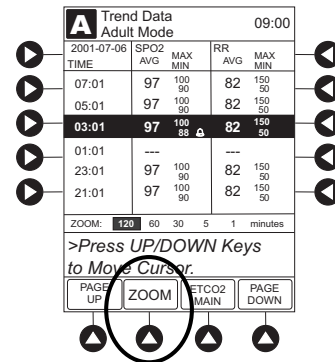 A Trend Data 09:00
Adult Mode
2001-07-06 SPO2 RR
TIME AVG MAX MIN AVG MAX MIN
07:01 97 100 90 82 150 50
05:01 97 100 90 82 150 50
03:01 97 100 88 82 150 50
01:01 --- ---
23:01 97 100 90 82 150 50
21:01 97 100 90 82 150 50
ZOOM: 120 60 30 5 1 minutes
>Press UP/DOWN Keys
to Move Cursor.
PAGE UP ZOOM ETCO2 MAIN PAGE DOWN